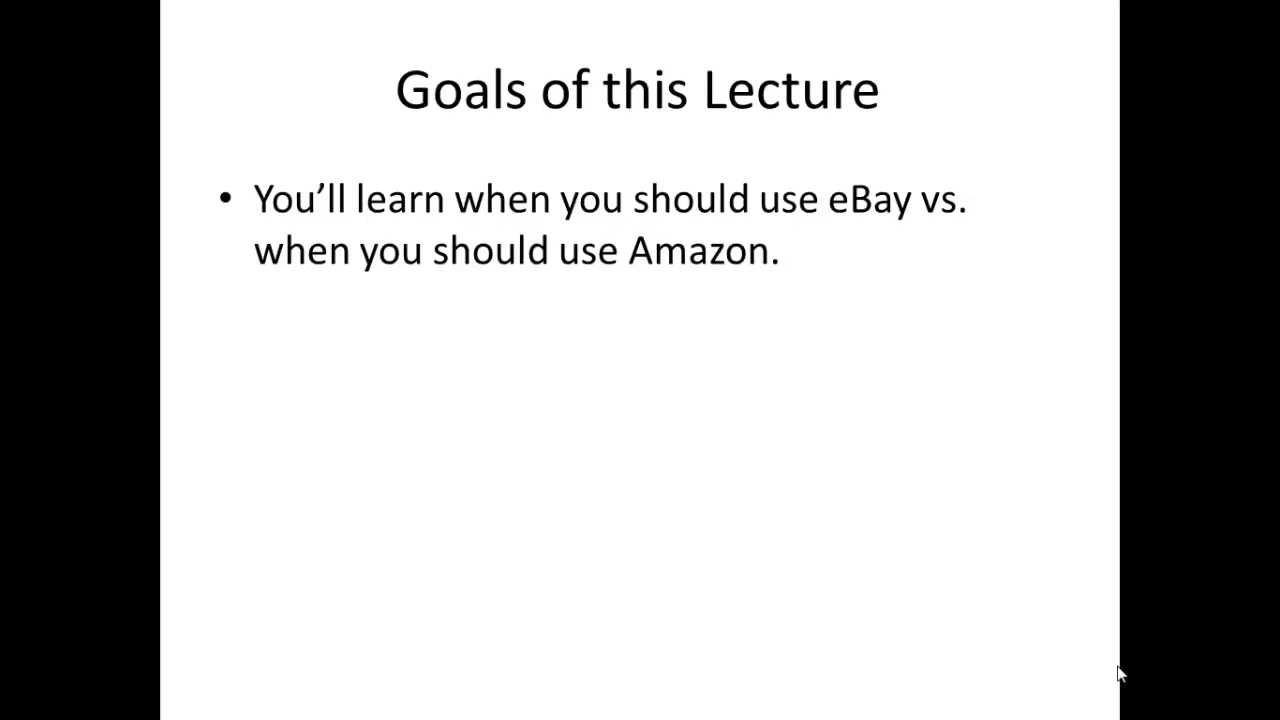 Goals of this Lecture
• You’ll learn when you should use eBay vs.
when you should use Amazon.